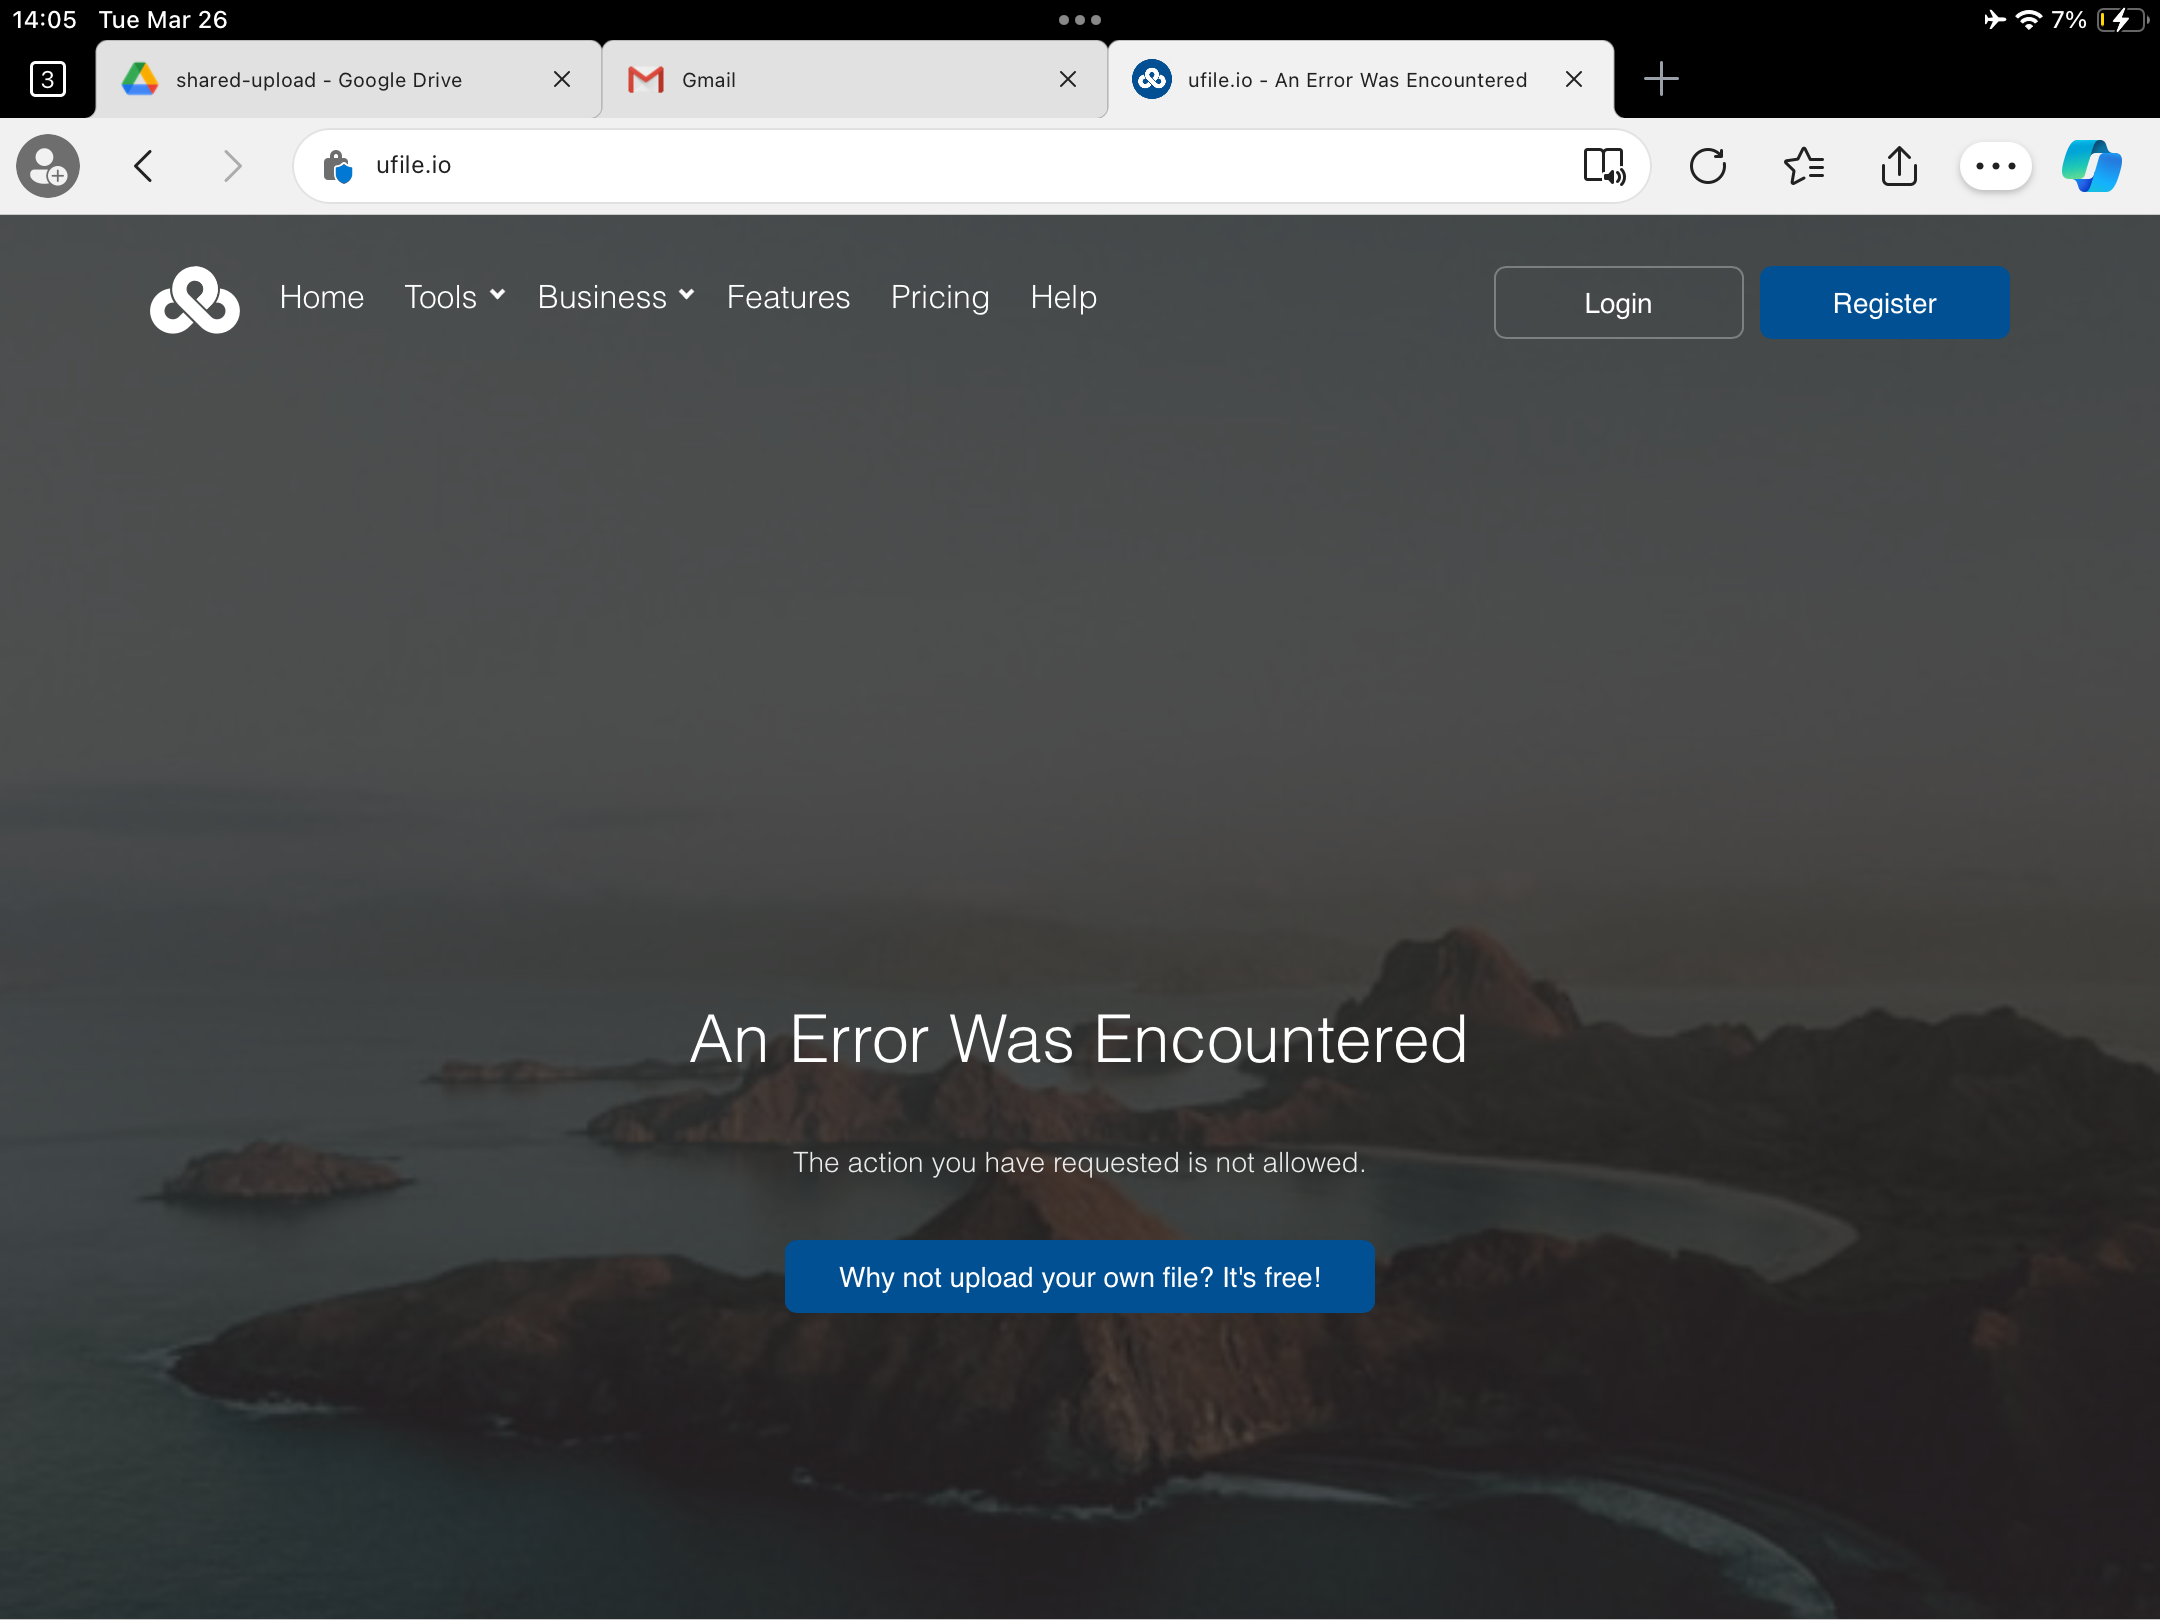 14:05 Tue Mar 26
7%
3
shared-upload - Google Drive
Gmail
ufile.io - An Error Was Encountered
ufile.io
Home Tools Business Features Pricing Help
Login
Register
An Error Was Encountered
The action you have requested is not allowed.
Why not upload your own file? It's free!